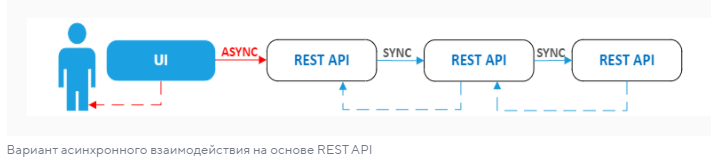 ASYNC
SYNC
SYNC
UI
REST API
REST API
REST API
Вариант асинхронного взаимодействия на основе REST API